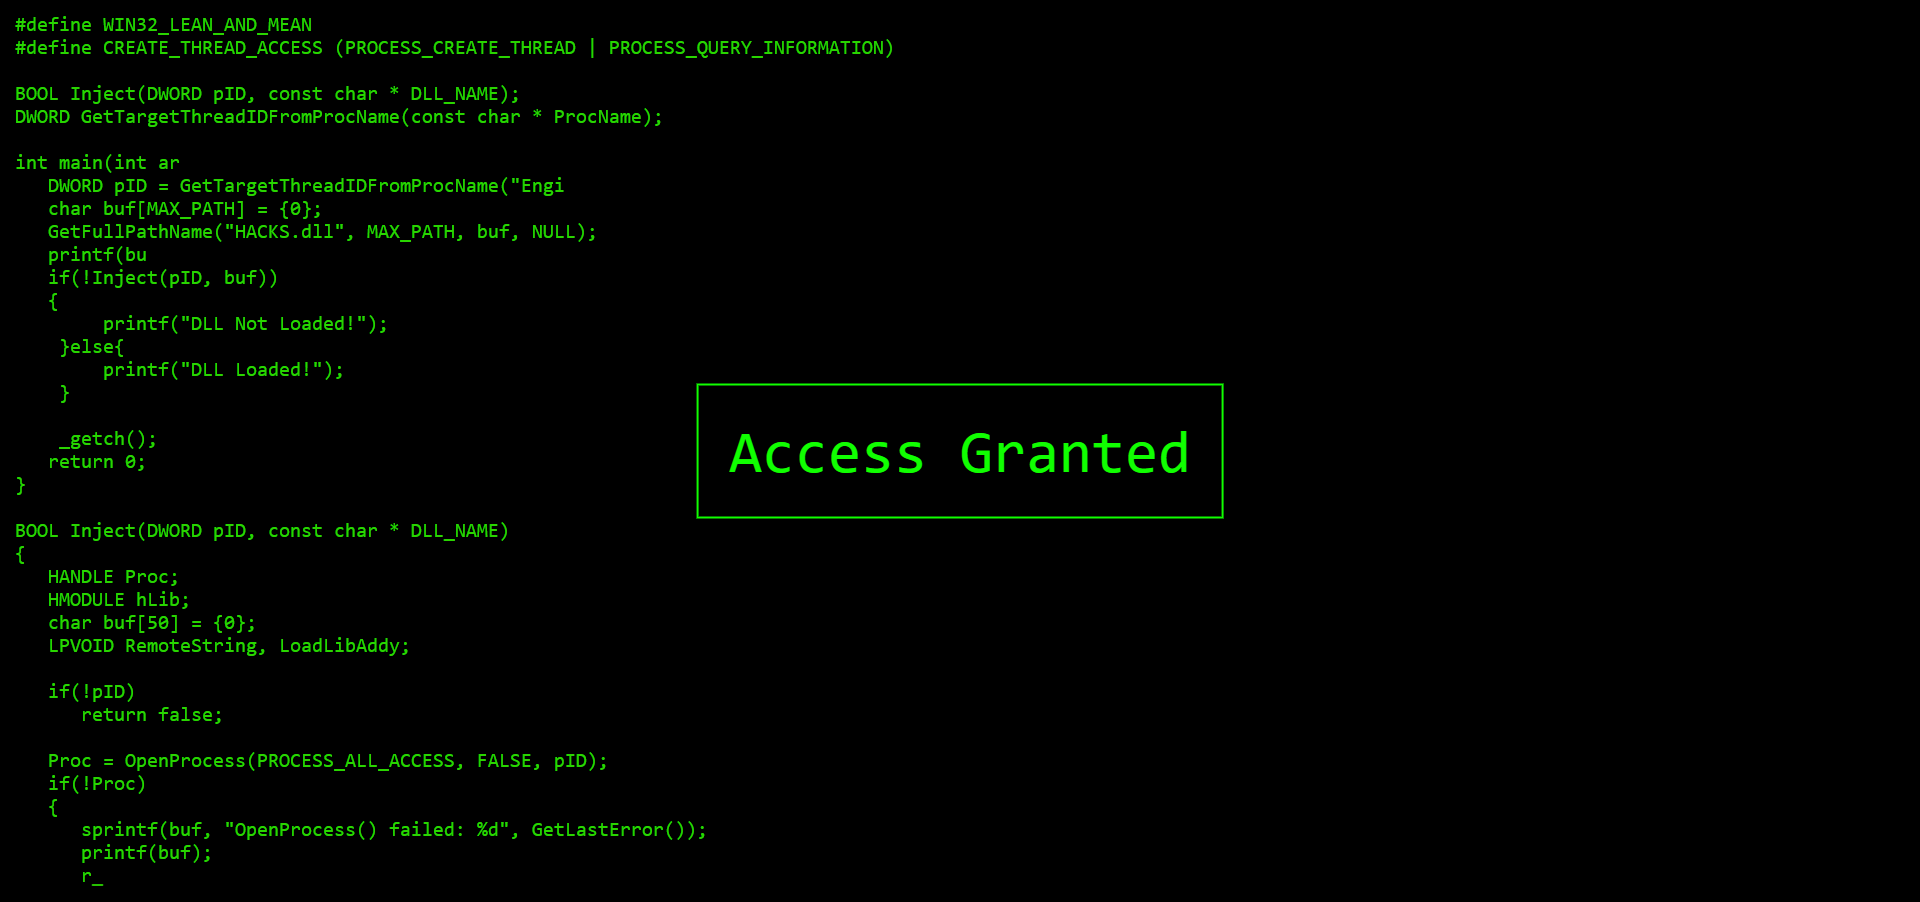 #define WIN32_LEAN_AND_MEAN
#define CREATE_THREAD_ACCESS (PROCESS_CREATE_THREAD | PROCESS_QUERY_INFORMATION)

BOOL Inject(DWORD pID, const char * DLL_NAME);
DWORD GetTargetThreadIDFromProcName(const char * ProcName);

int main(int ar
   DWORD pID = GetTargetThreadIDFromProcName("Engi
   char buf[MAX_PATH] = {0};
   GetFullPathName("HACKS.dll", MAX_PATH, buf, NULL);
   printf(bu
   if(!Inject(pID, buf))
   {
        printf("DLL Not Loaded!");
    }else{
        printf("DLL Loaded!");
    }

    _getch();
   return 0;
}

BOOL Inject(DWORD pID, const char * DLL_NAME)
{
   HANDLE Proc;
   HMODULE hLib;
   char buf[50] = {0};
   LPVOID RemoteString, LoadLibAddy;

   if(!pID)
      return false;

   Proc = OpenProcess(PROCESS_ALL_ACCESS, FALSE, pID);
   if(!Proc)
   {
      sprintf(buf, "OpenProcess() failed: %d", GetLastError());
      printf(buf);
      r_
Access Granted